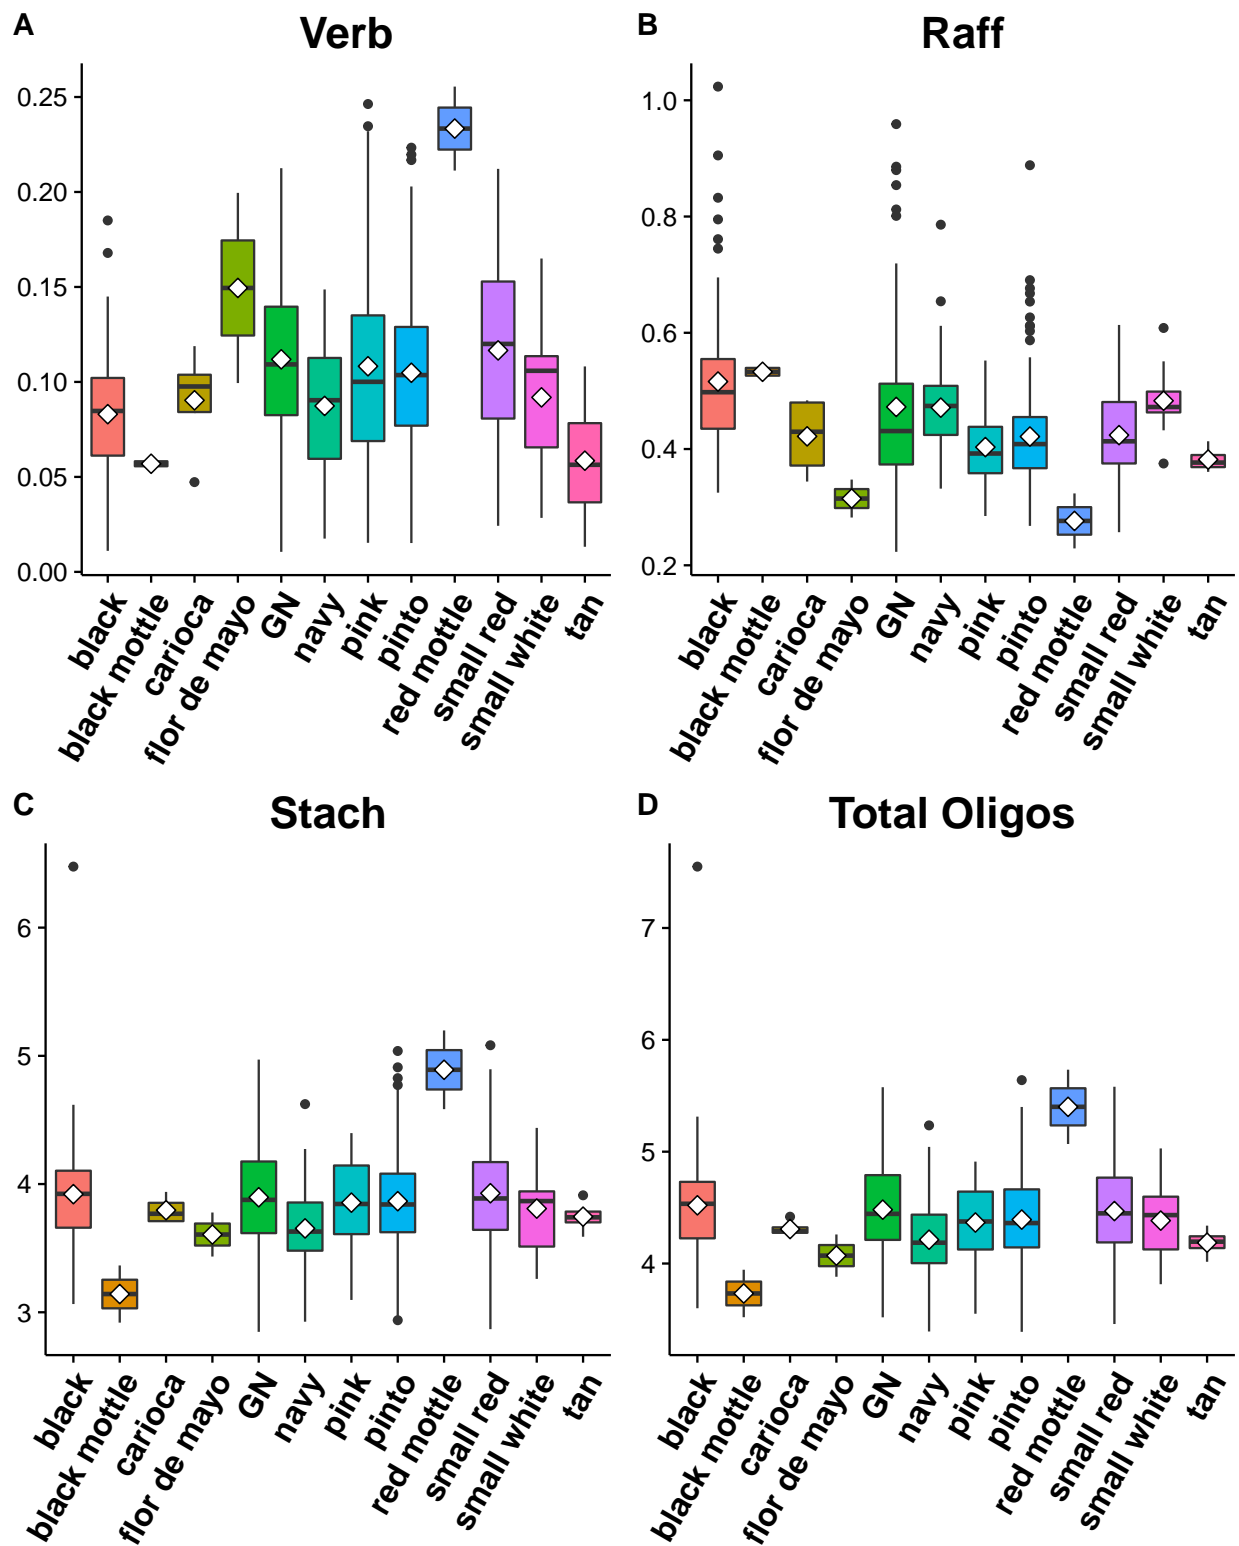 A
Verb
0.25
0.20
0.15
0.10
0.05
0.00
black
black mottle
carioca
flor de mayo
GN
navy
pink
pinto
red mottle
small red
small white
tan
B
Raff
1.0
0.8
0.6
0.4
0.2
black
black mottle
carioca
flor de mayo
GN
navy
pink
pinto
red mottle
small red
small white
tan
C
Stach
6
5
4
3
black
black mottle
carioca
flor de mayo
GN
navy
pink
pinto
red mottle
small red
small white
tan
D
Total Oligos
7
6
5
4
black
black mottle
carioca
flor de mayo
GN
navy
pink
pinto
red mottle
small red
small white
tan